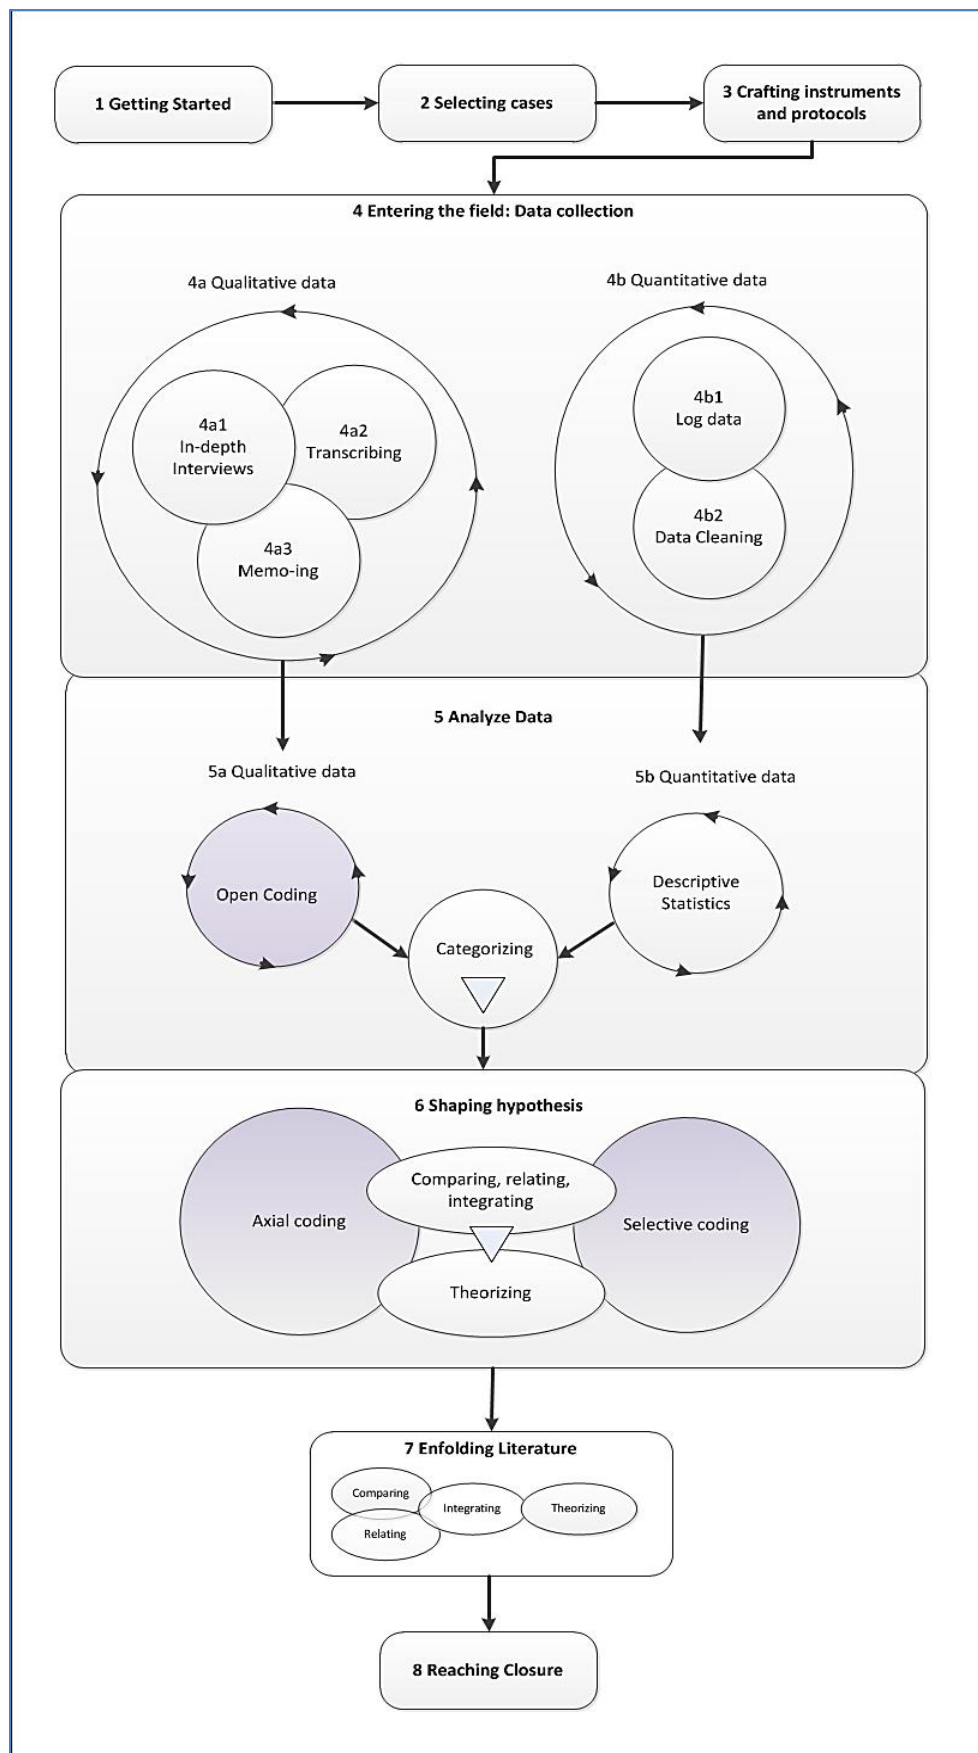 1 Getting Started
2 Selecting cases
3 Crafting instruments
and protocols
4 Entering the field: Data collection
4a Qualitative data
4b Quantitative data
4a1
In-depth
Interviews
4a2
Transcribing
4a3
Memo-ing
4b1
Log data
4b2
Data Cleaning
5 Analyze Data
5a Qualitative data
5b Quantitative data
Open Coding
Descriptive
Statistics
Categorizing
6 Shaping hypothesis
Axial coding
Comparing, relating,
integrating
Selective coding
Theorizing
7 Enfolding Literature
Comparing
Relating
Integrating
Theorizing
8 Reaching Closure